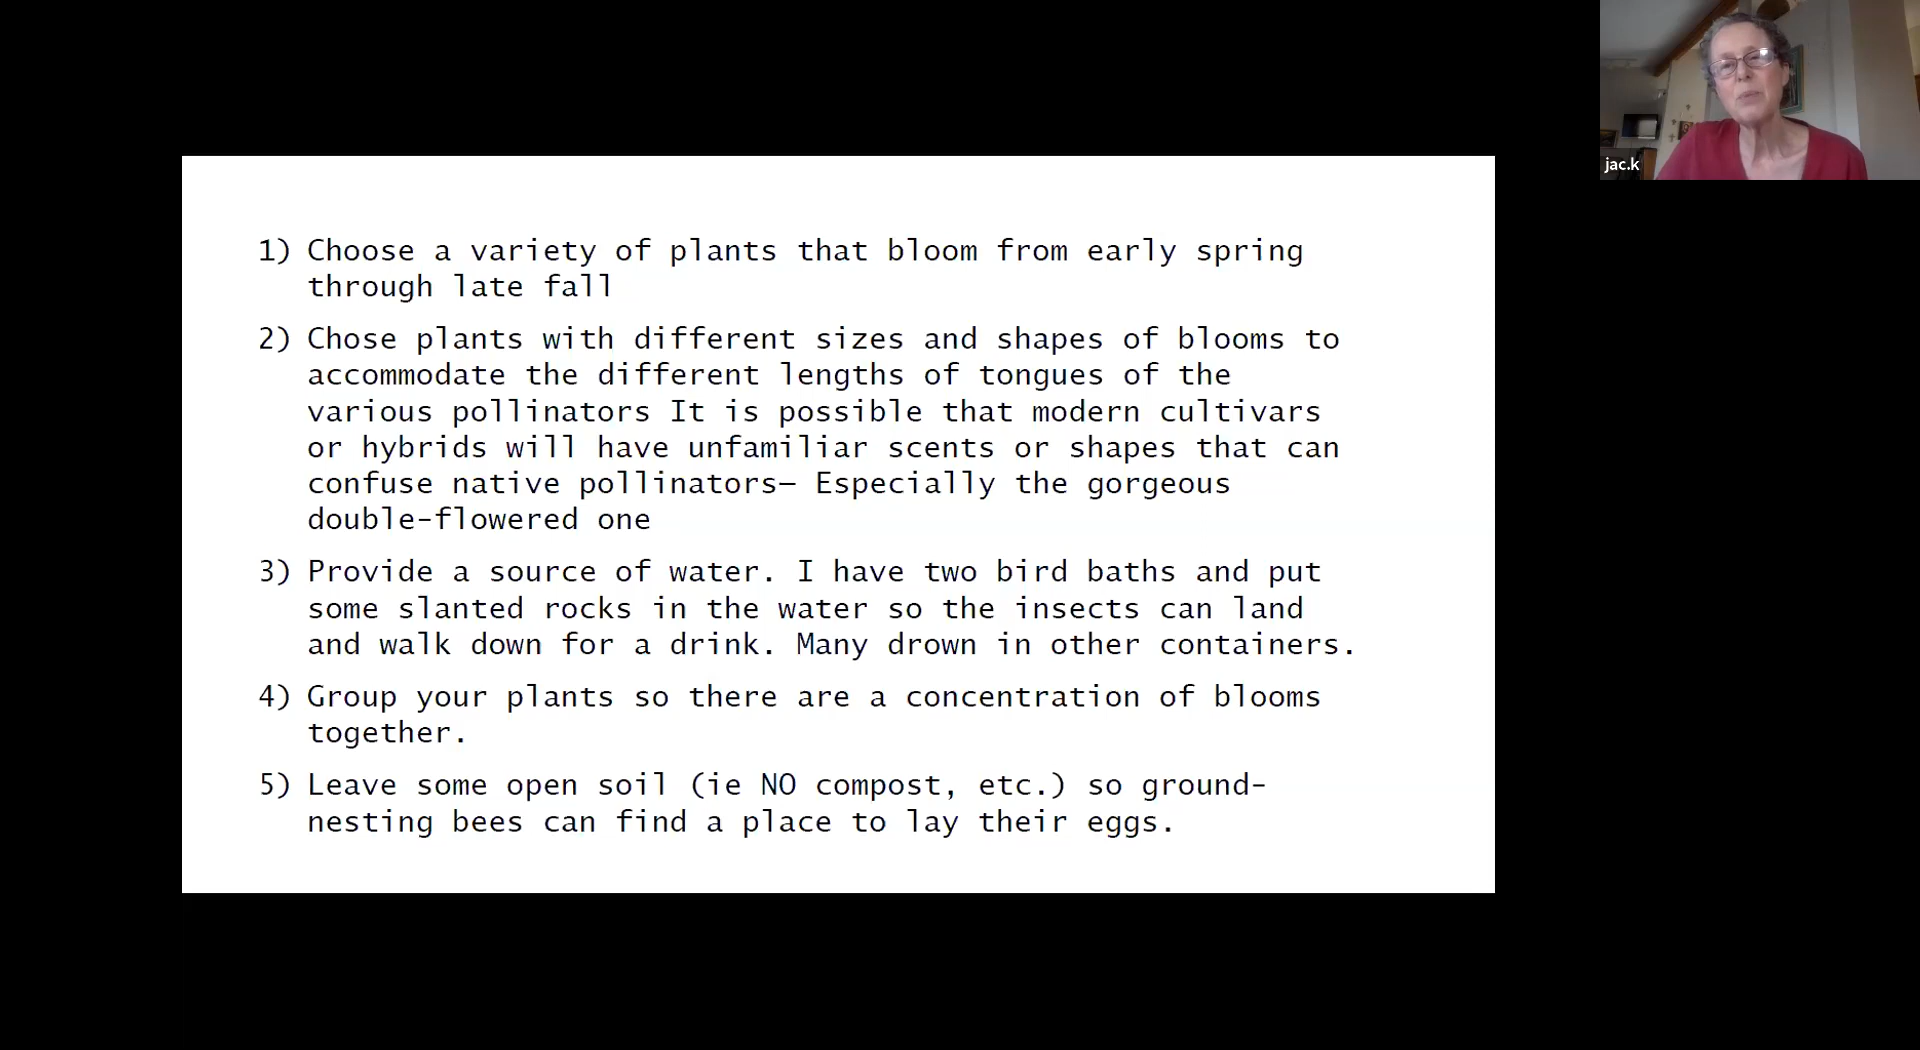 jac.k
1) Choose a variety of plants that bloom from early spring
through late fall
2) Chose plants with different sizes and shapes of blooms to
accommodate the different lengths of tongues of the
various pollinators It is possible that modern cultivars
or hybrids will have unfamiliar scents or shapes that can
confuse native pollinators— Especially the gorgeous
double-flowered one
3) Provide a source of water. I have two bird baths and put
some slanted rocks in the water so the insects can land
and walk down for a drink. Many drown in other containers.
4) Group your plants so there are a concentration of blooms
together.
5) Leave some open soil (ie NO compost, etc.) so ground-
nesting bees can find a place to lay their eggs.